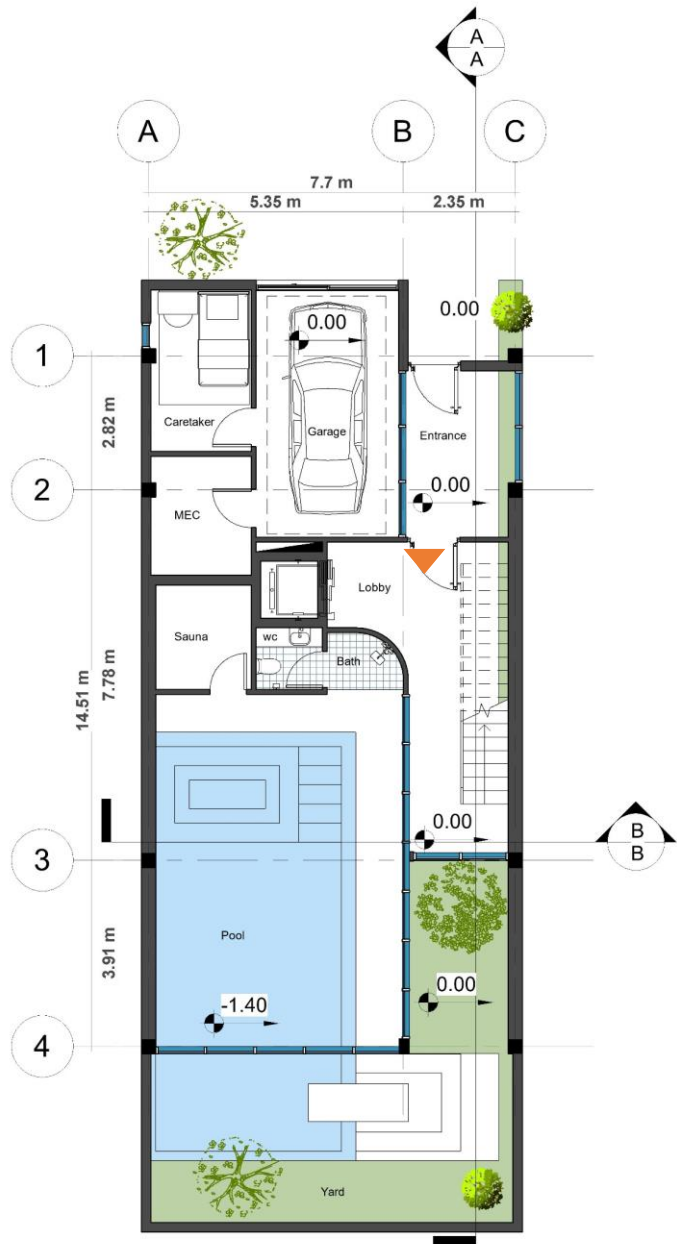 A
A
A
B
C
7.7 m
5.35 m
2.35 m
0.00
0.00
1
2.82 m
Caretaker
Garage
Entrance
2
0.00
MEC
Lobby
Sauna
wc
Bath
14.51 m
7.78 m
0.00
B
B
3
Pool
3.91 m
0.00
-1.40
4
Yard